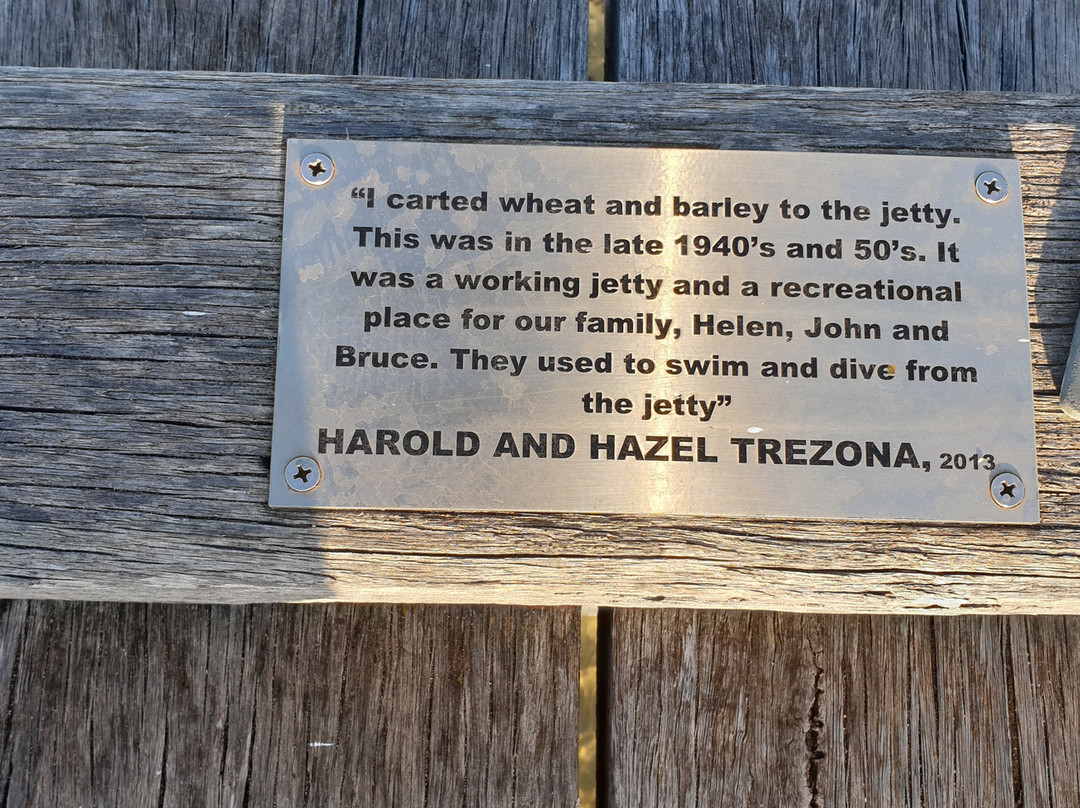 “I carted wheat and barley to the jetty.
This was in the late 1940’s and 50’s. It
was a working jetty and a recreational
place for our family, Helen, John and
Bruce. They used to swim and dive from
the jetty”
HAROLD AND HAZEL TREZONA, 2013